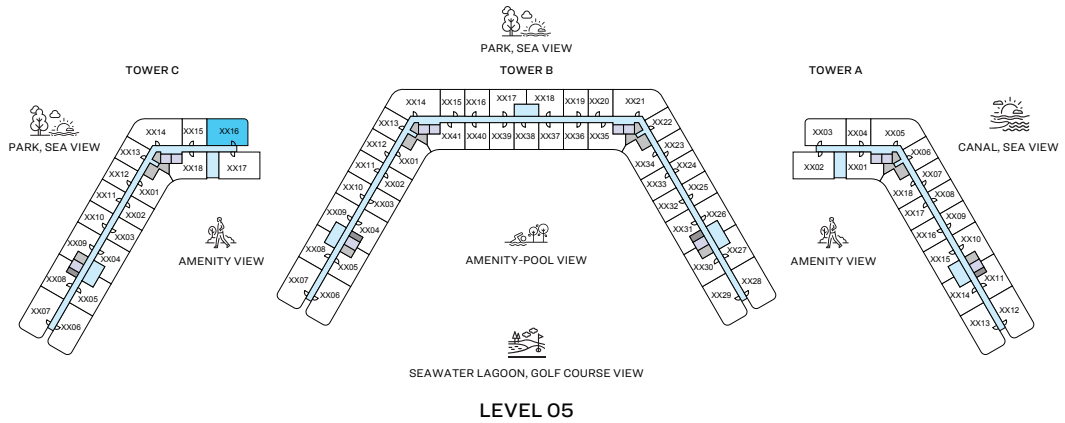 PARK, SEA VIEW
TOWER C
TOWER B
TOWER A
PARK, SEA VIEW
CANAL, SEA VIEW
XX14
XX15
XX16
XX13
XX12
XX11
XX10
XX09
XX08
XX07
XX06
XX05
XX04
XX03
XX02
XX01
XX18
XX17
AMENITY VIEW
XX14
XX15
XX16
XX17
XX18
XX19
XX20
XX21
XX13
XX12
XX11
XX10
XX09
XX08
XX07
XX06
XX05
XX04
XX03
XX02
XX01
XX41
XX40
XX39
XX38
XX37
XX36
XX35
XX22
XX23
XX24
XX25
XX26
XX27
XX28
XX29
XX30
XX31
XX32
XX33
XX34
AMENITY-POOL VIEW
XX03
XX04
XX05
XX02
XX01
XX06
XX07
XX08
XX09
XX10
XX11
XX12
XX13
XX14
XX15
XX16
XX17
XX18
AMENITY VIEW
SEAWATER LAGOON, GOLF COURSE VIEW
LEVEL 05